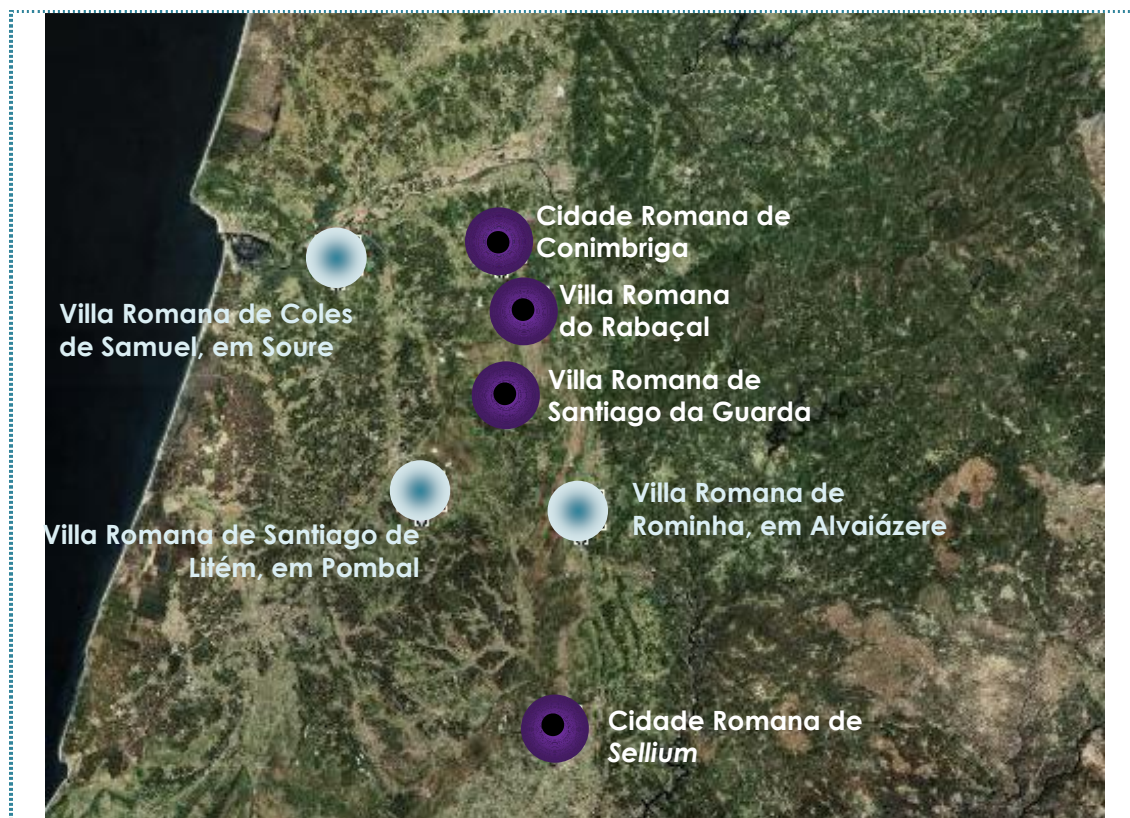 Cidade Romana de
Conimbriga
Villa Romana
do Rabaçal
Villa Romana de Coles
de Samuel, em Soure
Villa Romana de
Santiago da Guarda
Villa Romana de
Rominha, em Alvaiázere
Villa Romana de Santiago de
Litém, em Pombal
Cidade Romana de
Sellium